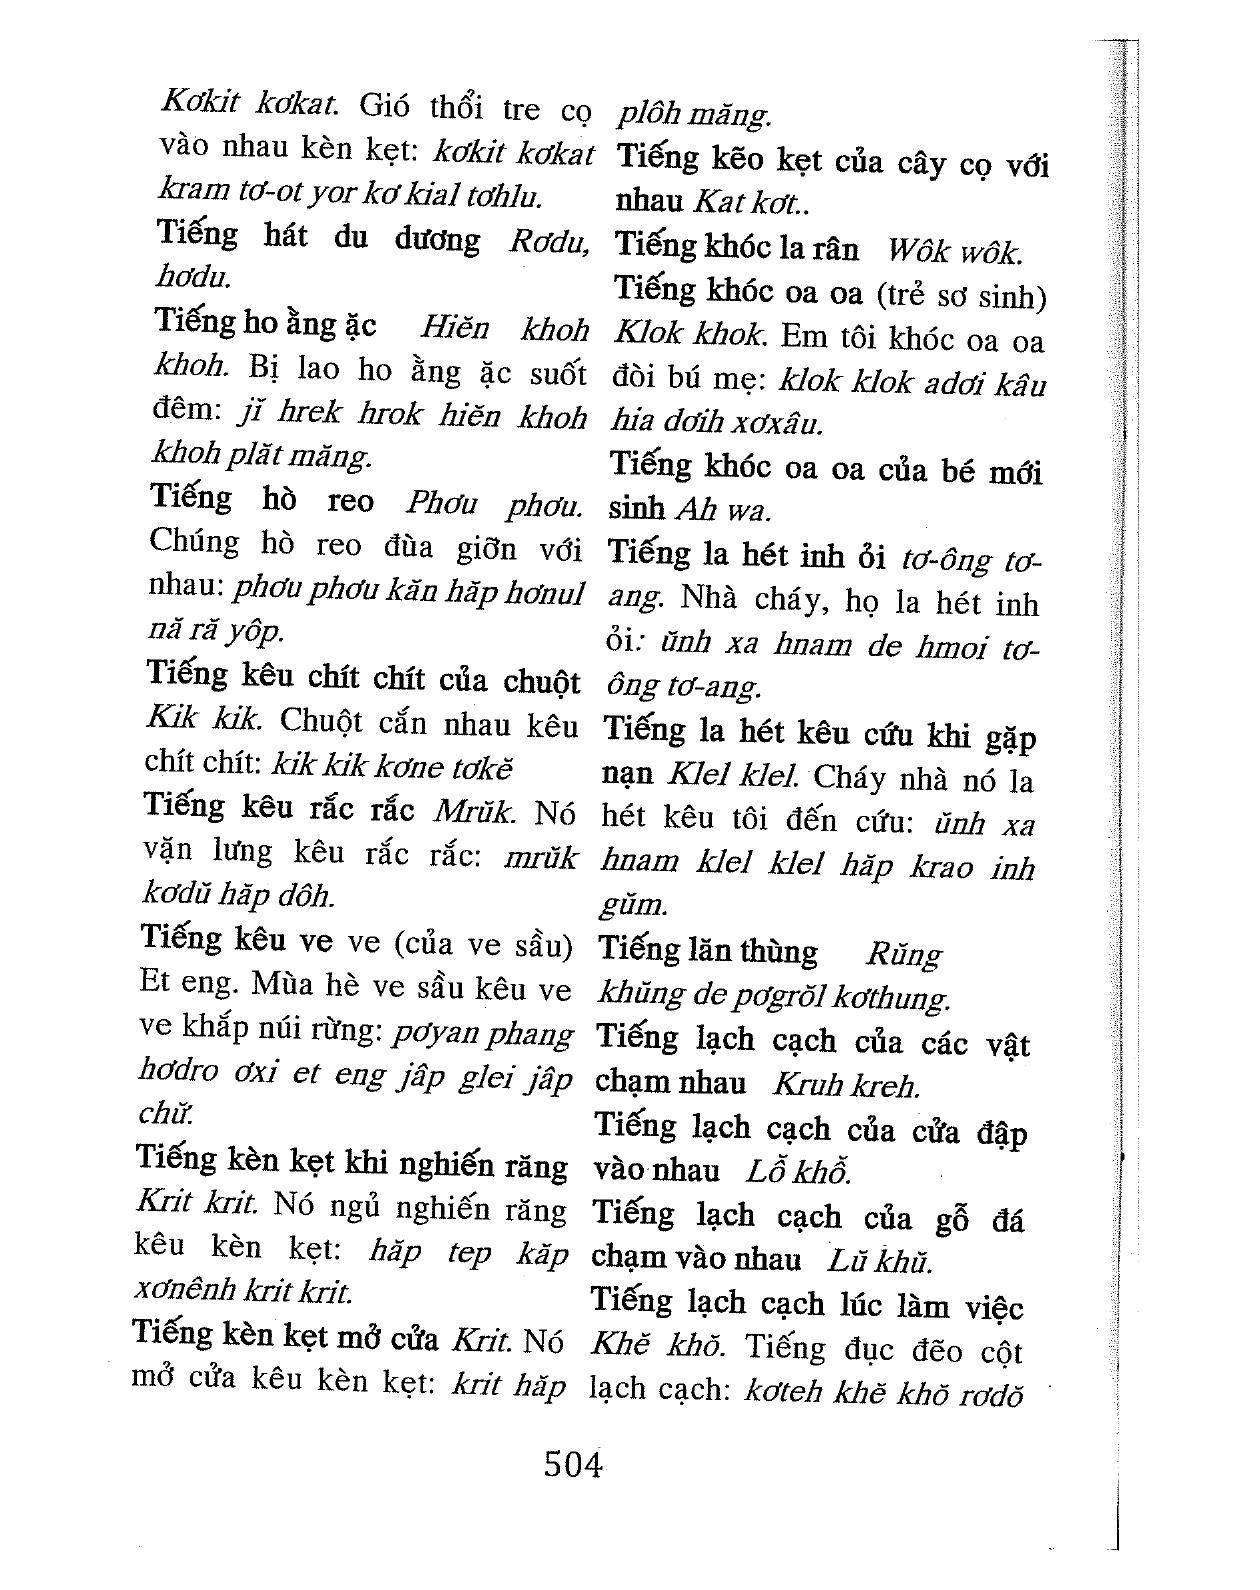 Kơkit kơkat. Gió thổi tre cọ
vào nhau kèn kẹt: kơkit kơkat
kram tơ-ot yor kơ kial tơhlu.
Tiếng hát du dương Rơdu,
hơdu.
Tiếng ho ằng ặc Hiĕn khoh
khoh. Bị lao ho ằng ặc suốt
đêm: jĭ hrek hrok hiĕn khoh
khoh plăt măng.
Tiếng hò reo Phơu phơu.
Chúng hò reo đùa giỡn với
nhau: phơu phơu kăn hăp hơnul
nă ră yôp.
Tiếng kêu chít chít của chuột
Kik kik. Chuột cắn nhau kêu
chít chít: kik kik kơne tơkĕ
Tiếng kêu rắc rắc Mrŭk. Nó
vặn lưng kêu rắc rắc: mrŭk
kơdŭ hăp dôh.
Tiếng kêu ve ve (của ve sầu)
Et eng. Mùa hè ve sầu kêu ve
ve khắp núi rừng: pơyan phang
hơdro ơxi et eng jâp glei jâp
chư̆.
Tiếng kèn kẹt khi nghiến răng
Krit krit. Nó ngủ nghiến răng
kêu kèn kẹt: hăp tep kăp
xơnênh krit krit.
Tiếng kèn kẹt mở cửa Krit. Nó
mở cửa kêu kèn kẹt: krit hăp
plôh măng.
Tiếng kẽo kẹt của cây cọ với
nhau Kat kơt..
Tiếng khóc la rân Wôk wôk.
Tiếng khóc oa oa (trẻ sơ sinh)
Klok khok. Em tôi khóc oa oa
đòi bú mẹ: klok klok adơi kâu
hia dơih xơxâu.
Tiếng khóc oa oa của bé mới
sinh Ah wa.
Tiếng la hét inh ỏi tơ-ông tơ-
ang. Nhà cháy, họ la hét inh
ỏi: ŭnh xa hnam de hmoi tơ-
ông tơ-ang.
Tiếng la hét kêu cứu khi gặp
nạn Klel klel. Cháy nhà nó la
hét kêu tôi đến cứu: ŭnh xa
hnam klel klel hăp krao inh
gŭm.
Tiếng lăn thùng Rŭng
khŭng de pơgrŏl kơthung.
Tiếng lạch cạch của các vật
chạm nhau Kruh kreh.
Tiếng lạch cạch của cửa đập
vào nhau Lỗ khỗ.
Tiếng lạch cạch của gỗ đá
chạm vào nhau Lŭ khŭ.
Tiếng lạch cạch lúc làm việc
Khĕ khŏ. Tiếng đục đẽo cột
lạch cạch: kơteh khĕ khŏ rơdŏ
504